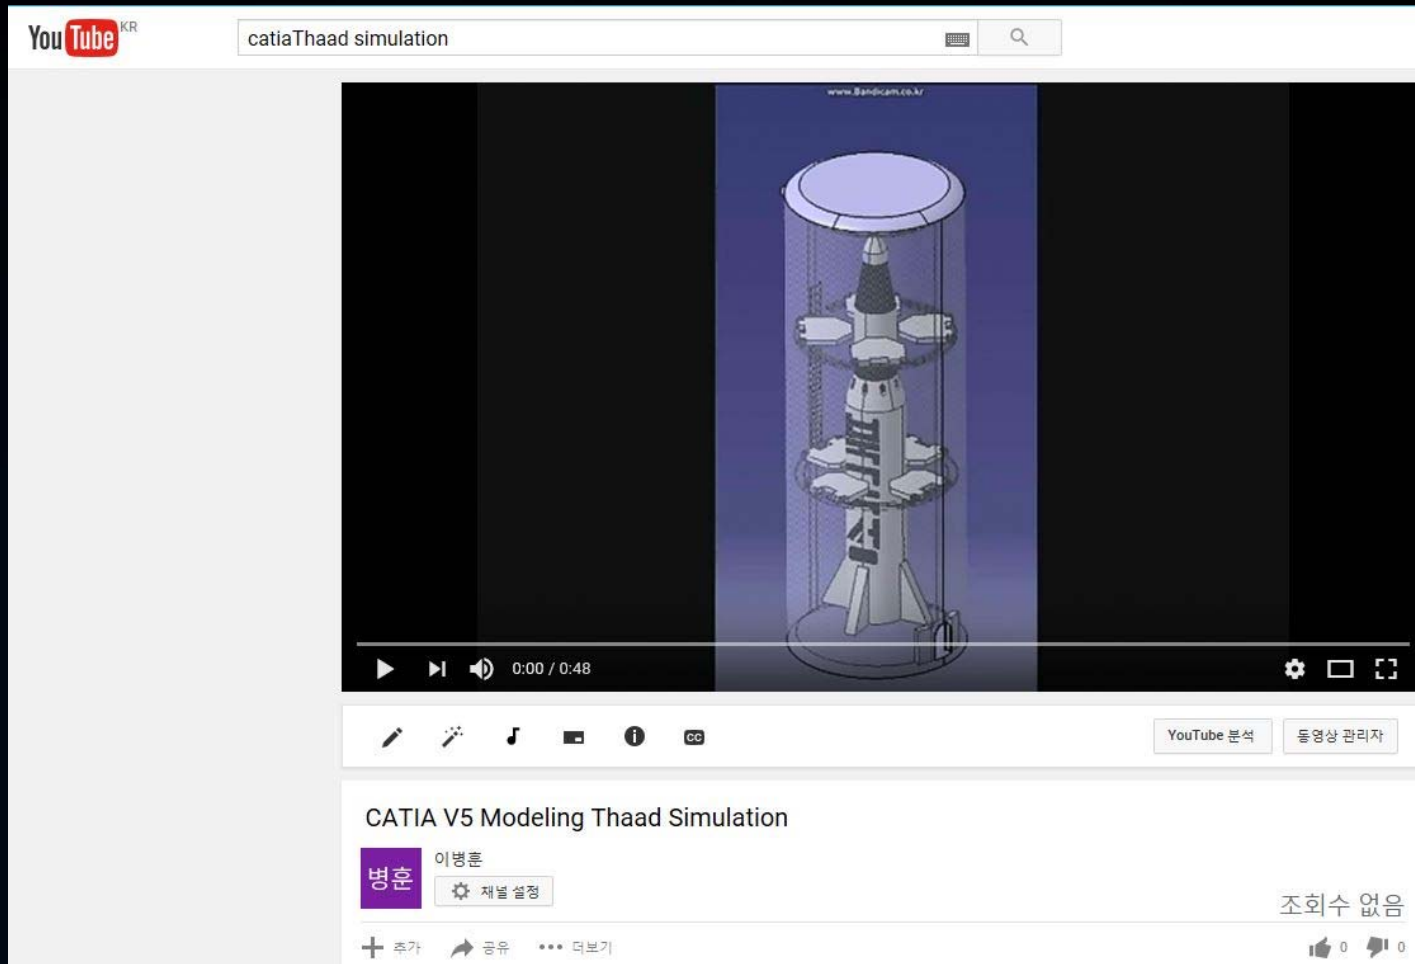 YouTube KR
catiaThaad simulation
www.Bandicam.co.kr
0:00 / 0:48
CC
YouTube 분석
동영상 관리자
CATIA V5 Modeling Thaad Simulation
병훈
이병훈
채널 설정
조회수 없음
추가
공유
더보기
0
0